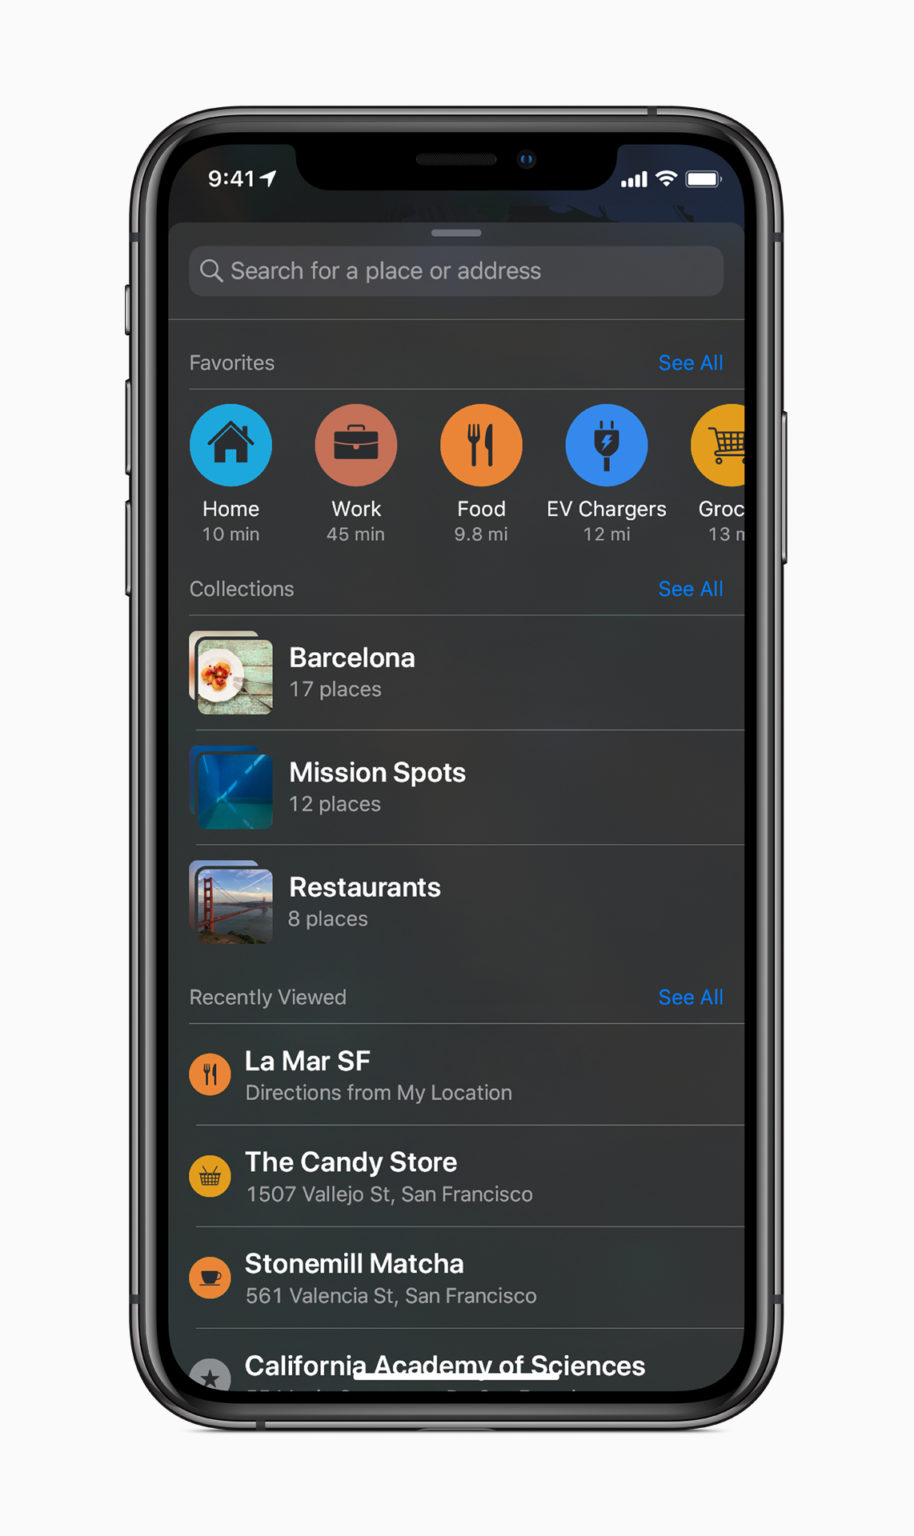 9:41
Search for a place or address
Favorites See All
Home Work Food EV Chargers Groc
10 min 45 min 9.8 mi 12 mi 13
Collections See All
Barcelona
17 places
Mission Spots
12 places
Restaurants
8 places
Recently Viewed See All
La Mar SF
Directions from My Location
The Candy Store
1507 Vallejo St, San Francisco
Stonemill Matcha
561 Valencia St, San Francisco
California Academy of Sciences